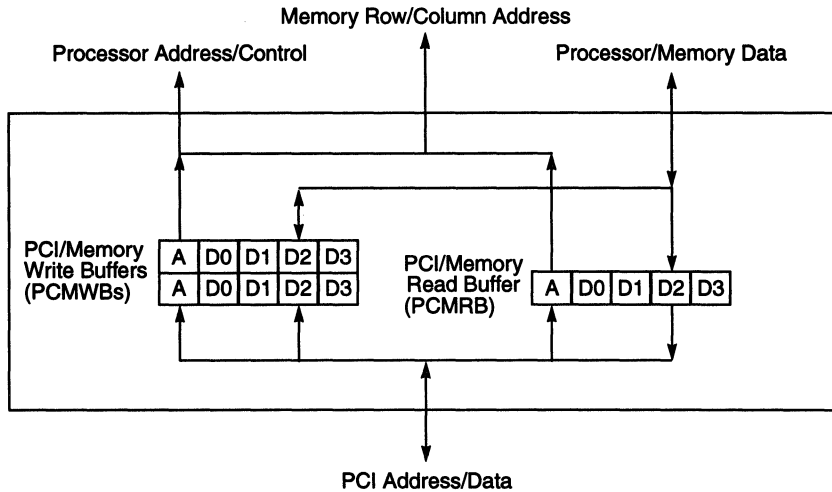 Memory Row/Column Address
Processor Address/Control
Processor/Memory Data
PCI/Memory
Write Buffers
(PCMWBs)
A D0 D1 D2 D3
A D0 D1 D2 D3
PCI/Memory
Read Buffer
(PCMRB)
A D0 D1 D2 D3
PCI Address/Data